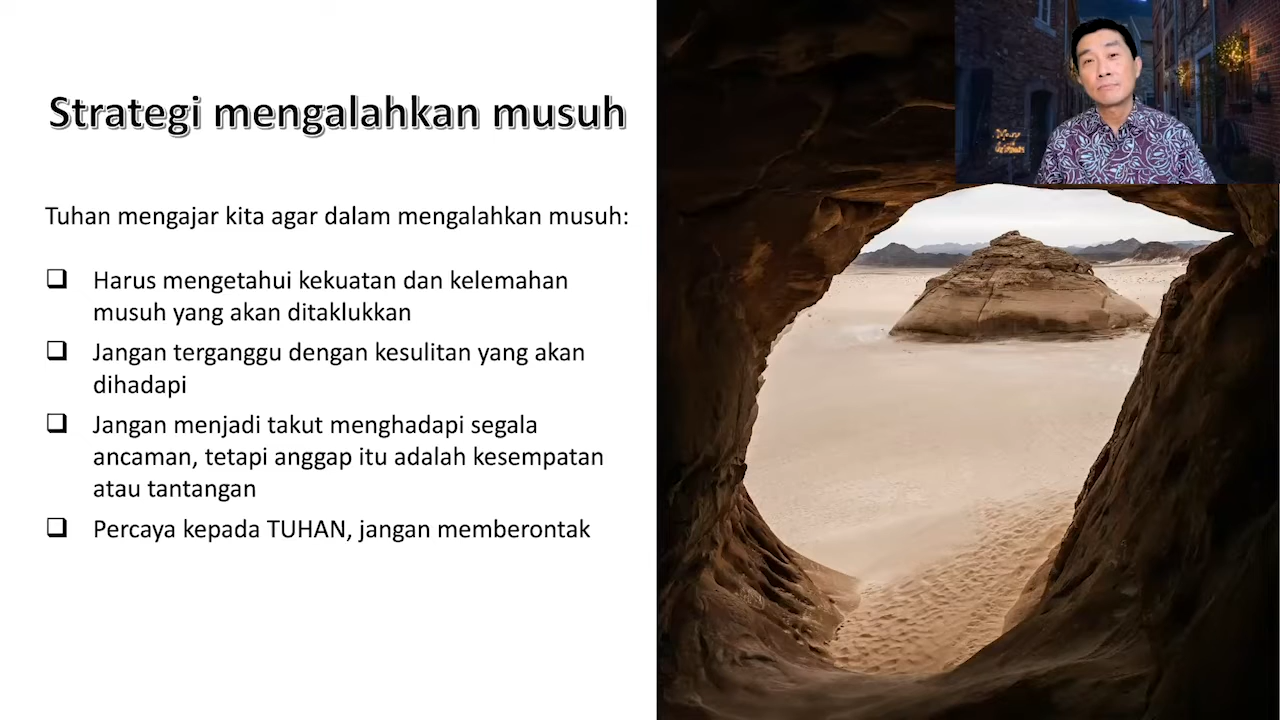 Strategi mengalahkan musuh
Tuhan mengajar kita agar dalam mengalahkan musuh:
Harus mengetahui kekuatan dan kelemahan
musuh yang akan ditaklukkan
Jangan terganggu dengan kesulitan yang akan
dihadapi
Jangan menjadi takut menghadapi segala
ancaman, tetapi anggap itu adalah kesempatan
atau tantangan
Percaya kepada TUHAN, jangan memberontak